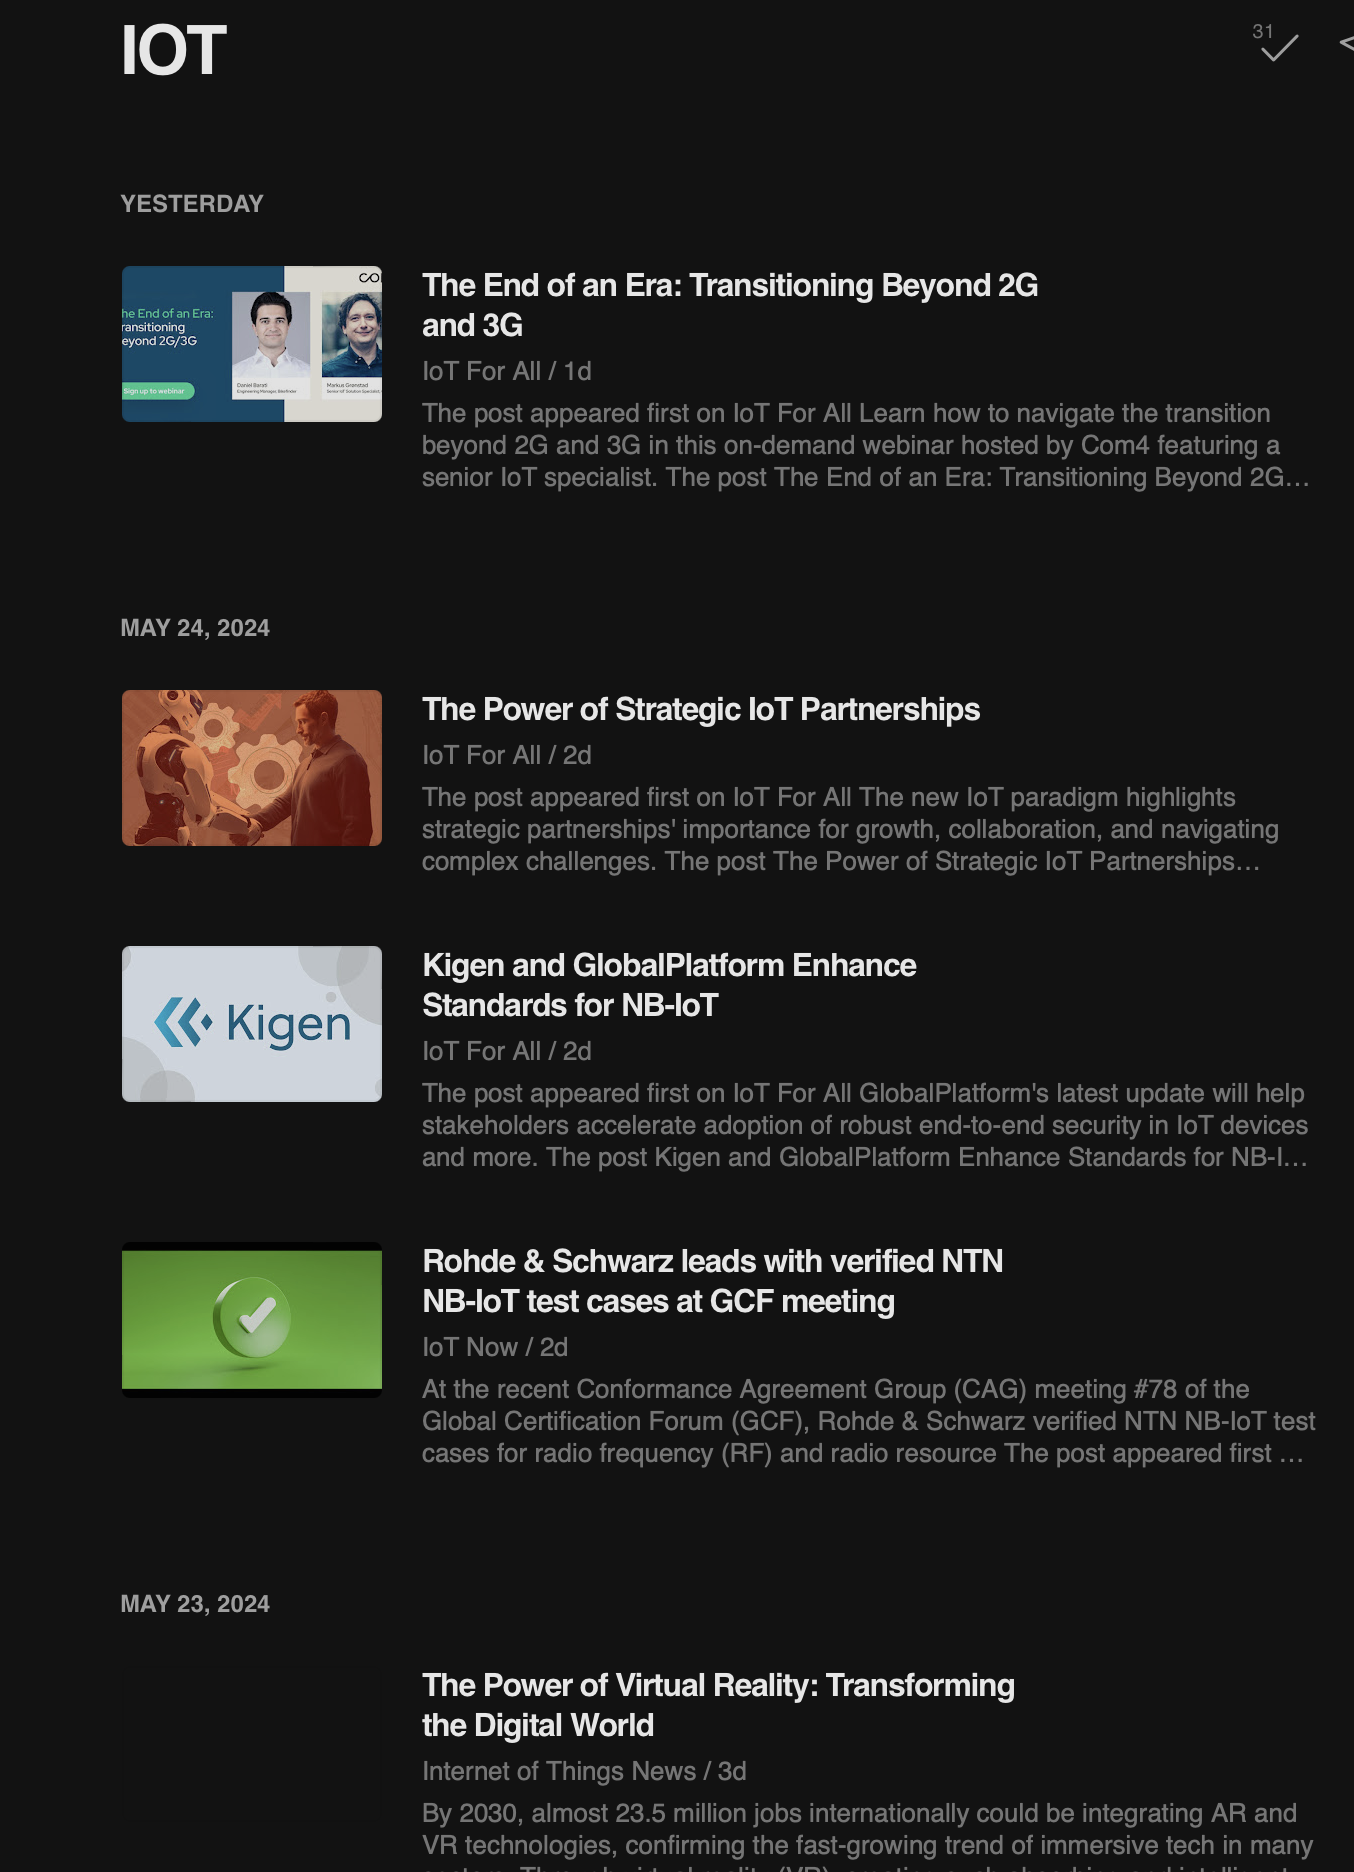 IOT
31
YESTERDAY
he End of an Era:
ransitioning
eyond 2G/3G
Sign up to webinar
Daniel Barati
Markus Grønstad
The End of an Era: Transitioning Beyond 2G
and 3G
IoT For All / 1d
The post appeared first on IoT For All Learn how to navigate the transition
beyond 2G and 3G in this on-demand webinar hosted by Com4 featuring a
senior IoT specialist. The post The End of an Era: Transitioning Beyond 2G…
MAY 24, 2024
The Power of Strategic IoT Partnerships
IoT For All / 2d
The post appeared first on IoT For All The new IoT paradigm highlights
strategic partnerships' importance for growth, collaboration, and navigating
complex challenges. The post The Power of Strategic IoT Partnerships…
Kigen
Kigen and GlobalPlatform Enhance
Standards for NB-IoT
IoT For All / 2d
The post appeared first on IoT For All GlobalPlatform's latest update will help
stakeholders accelerate adoption of robust end-to-end security in IoT devices
and more. The post Kigen and GlobalPlatform Enhance Standards for NB-I…
Rohde & Schwarz leads with verified NTN
NB-IoT test cases at GCF meeting
IoT Now / 2d
At the recent Conformance Agreement Group (CAG) meeting #78 of the
Global Certification Forum (GCF), Rohde & Schwarz verified NTN NB-IoT test
cases for radio frequency (RF) and radio resource The post appeared first …
MAY 23, 2024
The Power of Virtual Reality: Transforming
the Digital World
Internet of Things News / 3d
By 2030, almost 23.5 million jobs internationally could be integrating AR and
VR technologies, confirming the fast-growing trend of immersive tech in many